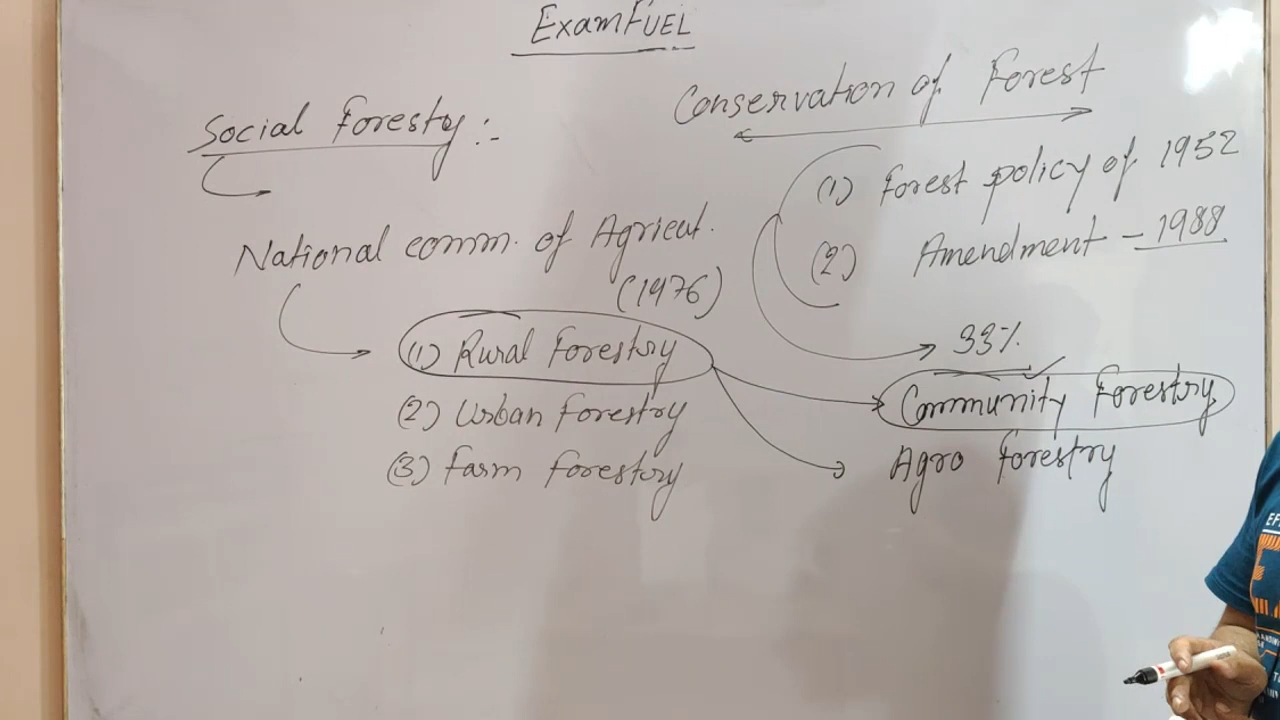 ExamFUEL
Social Forestry :-
National comm. of Agricul.
(1976)
(1) Rural Forestry
(2) Urban Forestry
(3) Farm Forestry
Conservation of Forest
(1) Forest policy of 1952
(2) Amendment - 1988
33%
Community Forestry
Agro Forestry